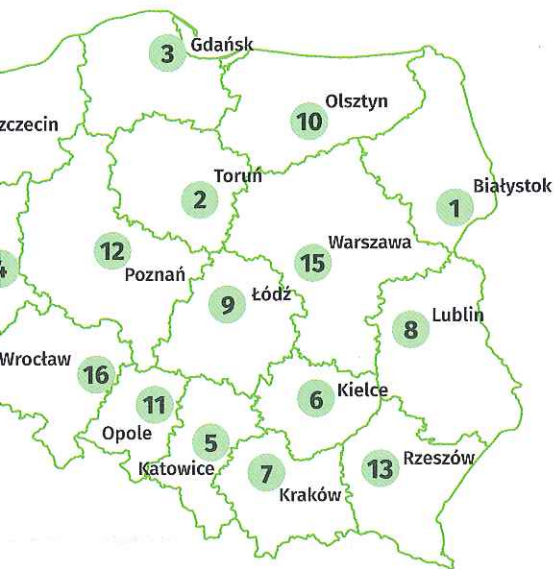 3
Gdańsk
10
Olsztyn
zczecin
2
Toruń
1
Białystok
12
Poznań
15
Warszawa
4
9
Łódź
8
Lublin
Wrocław
16
11
Opole
6
Kielce
5
Katowice
7
Kraków
13
Rzeszów